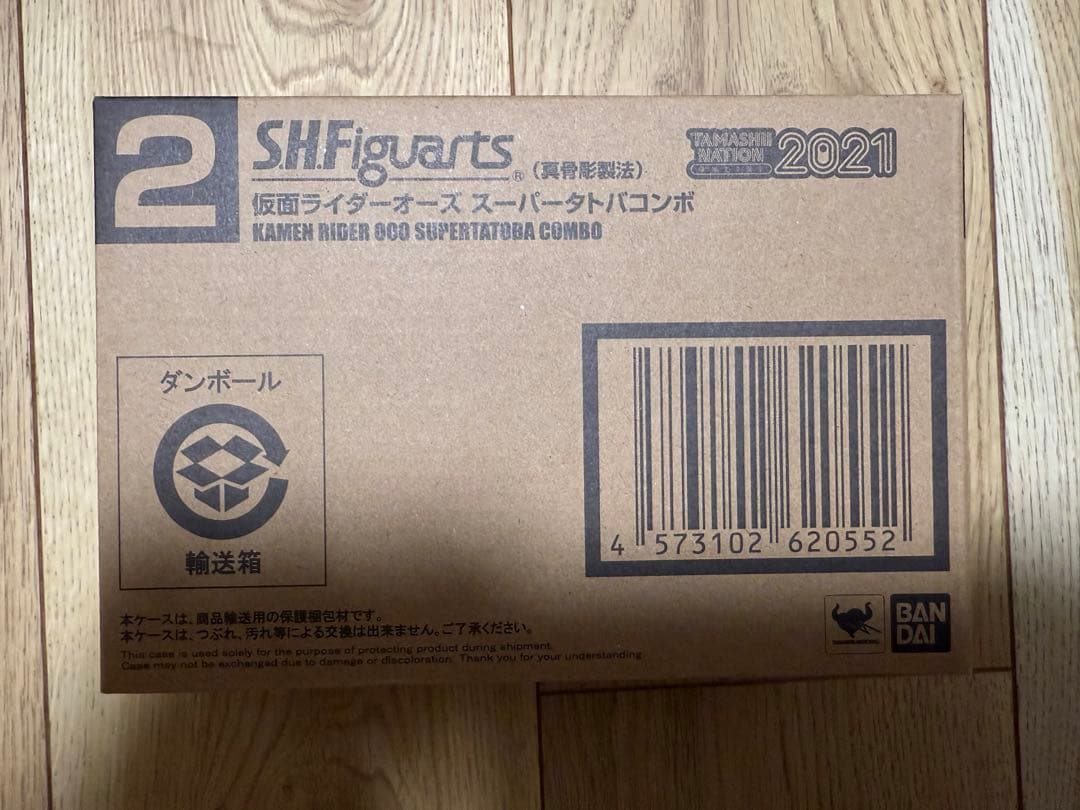 2
S.H.Figuarts® (真骨彫製法)
TAMASHII NATION 2021
仮面ライダーオーズ スーパータトバコンボ
KAMEN RIDER OOO SUPERTATOBA COMBO
ダンボール
輸送箱
4 573102 620552
本ケースは、商品輸送用の保護梱包材です。
本ケースは、つぶれ、汚れ等による交換は出来ません。ご了承ください。
This case is used solely for the purpose of protecting product during shipment.
Case may not be exchanged due to damage or discoloration. Thank you for your understanding.
BAN
DAI